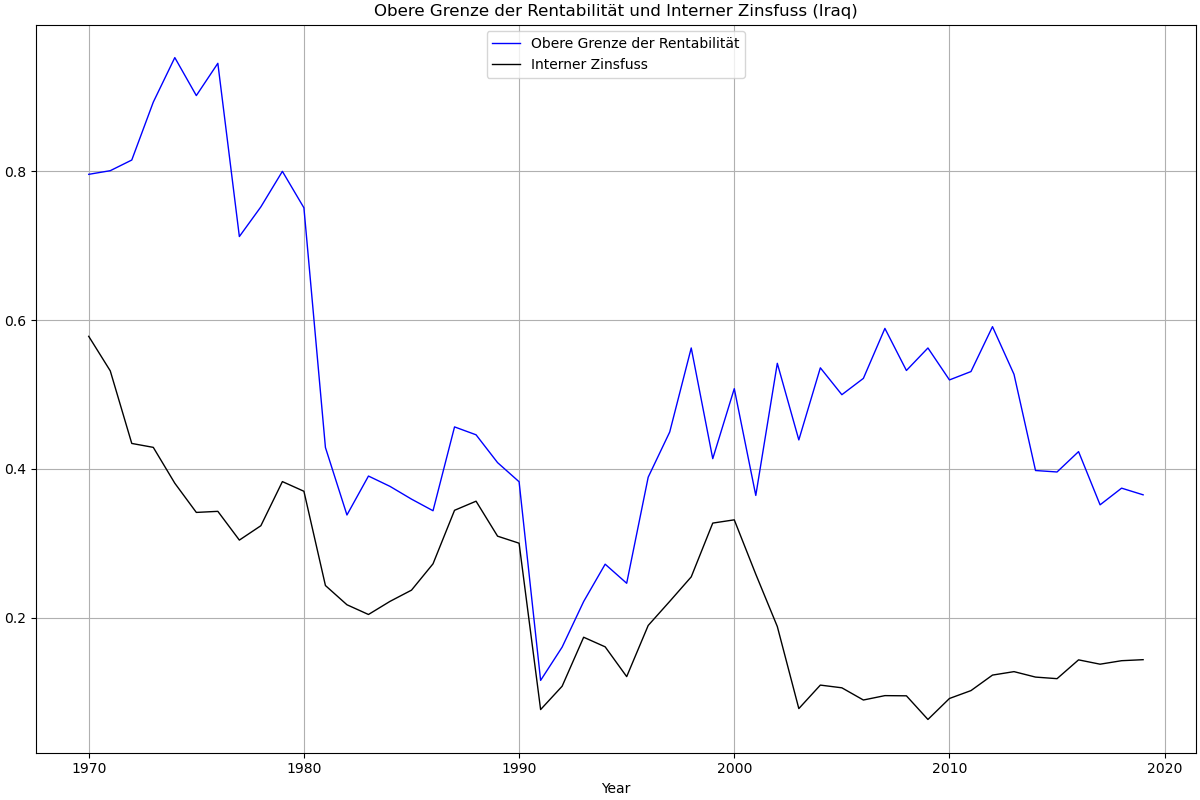 Obere Grenze der Rentabilität und Interner Zinsfuss (Iraq)
Obere Grenze der Rentabilität
Interner Zinsfuss
0.8
0.6
0.4
0.2
1970 1980 1990 2000 2010 2020
Year